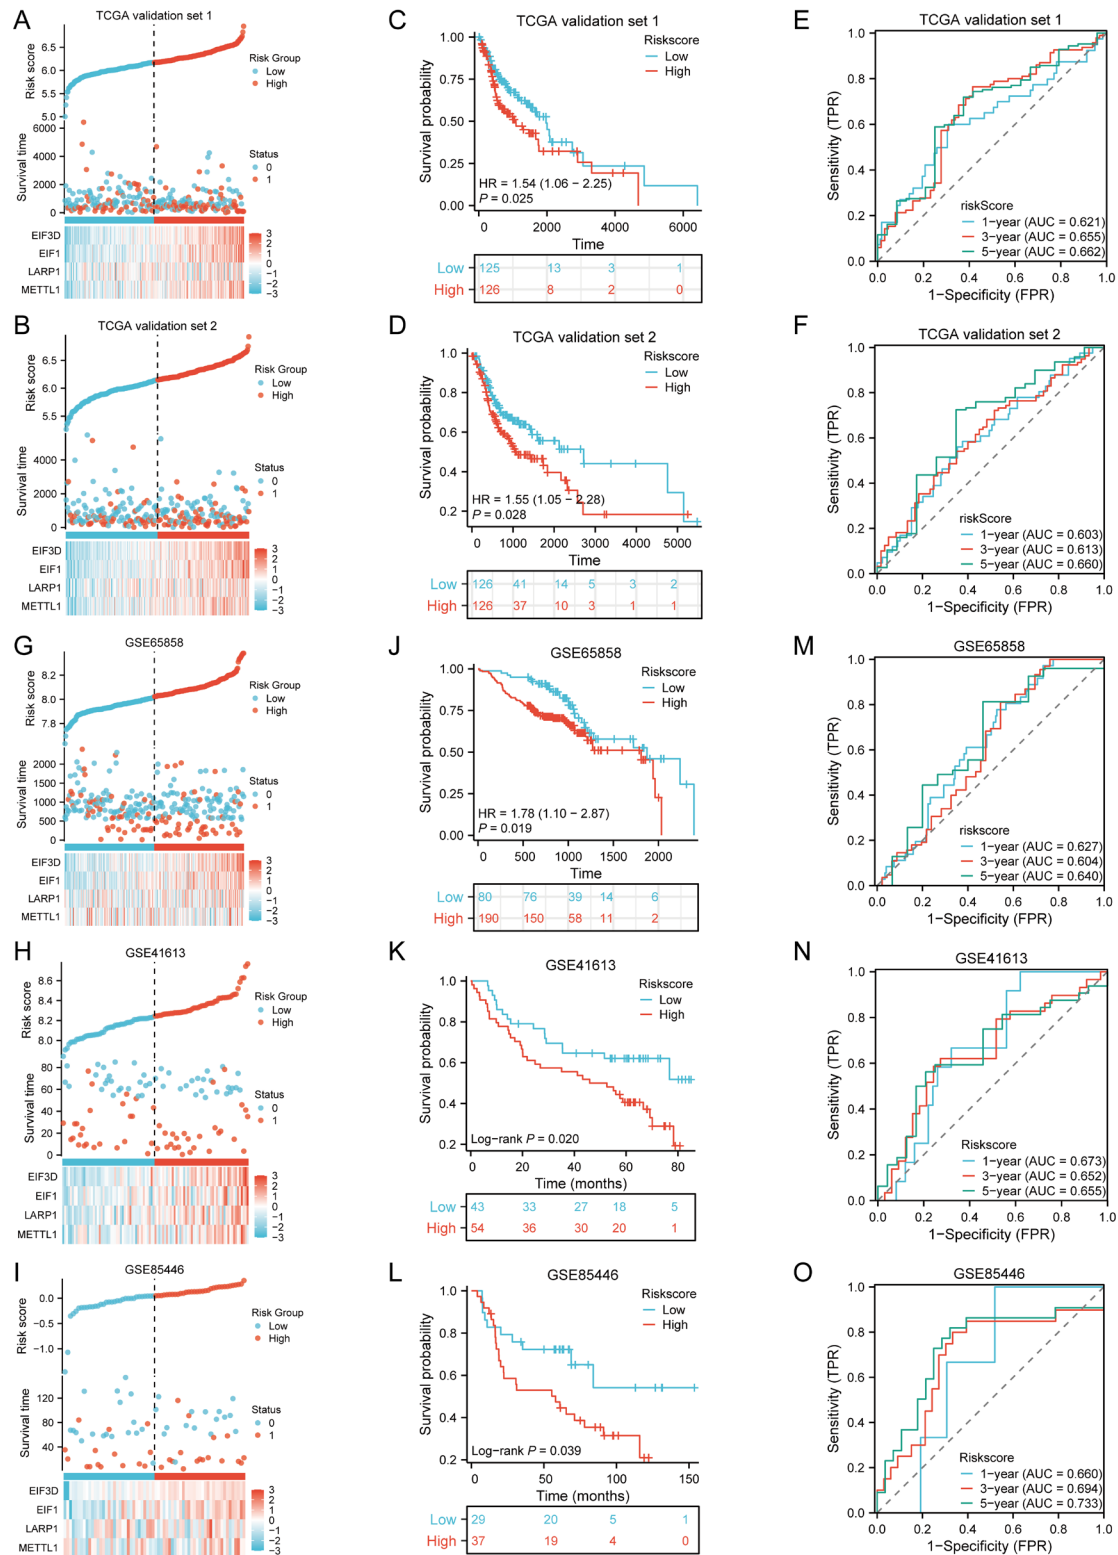 A
TCGA validation set 1
Risk score
6.5
6.0
5.5
5.0
Risk Group
Low
High
Survival time
6000
4000
2000
0
Status
0
1
EIF3D
EIF1
LARP1
METTL1
3
2
1
0
−1
−2
−3
C
TCGA validation set 1
Survival probability
1.00
0.75
0.50
0.25
0.00
Riskscore
Low
High
HR = 1.54 (1.06 − 2.25)
P = 0.025
0 2000 4000 6000
Time
Low 125 13 3 1
High 126 8 2 0
E
TCGA validation set 1
Sensitivity (TPR)
1.0
0.8
0.6
0.4
0.2
0.0
riskScore
1−year (AUC = 0.621)
3−year (AUC = 0.655)
5−year (AUC = 0.662)
0.0 0.2 0.4 0.6 0.8 1.0
1−Specificity (FPR)
B
TCGA validation set 2
Risk score
6.5
6.0
5.5
Risk Group
Low
High
Survival time
4000
2000
0
Status
0
1
EIF3D
EIF1
LARP1
METTL1
3
2
1
0
−1
−2
−3
D
TCGA validation set 2
Survival probability
1.0
0.8
0.6
0.4
0.2
Riskscore
Low
High
HR = 1.55 (1.05 − 2.28)
P = 0.028
0 1000 2000 3000 4000 5000
Time
Low 126 41 14 5 3 2
High 126 37 10 3 1 1
F
TCGA validation set 2
Sensitivity (TPR)
1.0
0.8
0.6
0.4
0.2
0.0
riskScore
1−year (AUC = 0.603)
3−year (AUC = 0.613)
5−year (AUC = 0.660)
0.0 0.2 0.4 0.6 0.8 1.0
1−Specificity (FPR)
G
GSE65858
Risk score
8.2
8.0
7.8
Risk Group
Low
High
Survival time
2000
1500
1000
500
0
Status
0
1
EIF3D
EIF1
LARP1
METTL1
3
2
1
0
−1
−2
−3
J
GSE65858
Survival probability
1.00
0.75
0.50
0.25
0.00
Riskscore
Low
High
HR = 1.78 (1.10 − 2.87)
P = 0.019
0 500 1000 1500 2000
Time
Low 80 76 39 14 6
High 190 150 58 11 2
M
GSE65858
Sensitivity (TPR)
1.0
0.8
0.6
0.4
0.2
0.0
riskscore
1−year (AUC = 0.627)
3−year (AUC = 0.604)
5−year (AUC = 0.640)
0.0 0.2 0.4 0.6 0.8 1.0
1−Specificity (FPR)
H
GSE41613
Risk score
8.6
8.4
8.2
8.0
Risk Group
Low
High
Survival time
80
60
40
20
0
Status
0
1
EIF3D
EIF1
LARP1
METTL1
3
2
1
0
−1
−2
−3
K
GSE41613
Survival probability
1.0
0.8
0.6
0.4
0.2
Riskscore
Low
High
Log−rank P = 0.020
0 20 40 60 80
Time (months)
Low 43 33 27 18 5
High 54 36 30 20 1
N
GSE41613
Sensitivity (TPR)
1.0
0.8
0.6
0.4
0.2
0.0
Riskscore
1−year (AUC = 0.673)
3−year (AUC = 0.652)
5−year (AUC = 0.655)
0.0 0.2 0.4 0.6 0.8 1.0
1−Specificity (FPR)
I
GSE85446
Risk score
0.0
−0.5
−1.0
Risk Group
Low
High
Survival time
120
80
40
Status
0
1
EIF3D
EIF1
LARP1
METTL1
3
2
1
0
−1
−2
−3
L
GSE85446
Survival probability
1.0
0.8
0.6
0.4
0.2
Riskscore
Low
High
Log−rank P = 0.039
0 50 100 150
Time (months)
Low 29 20 5 1
High 37 19 4 0
O
GSE85446
Sensitivity (TPR)
1.0
0.8
0.6
0.4
0.2
0.0
Riskscore
1−year (AUC = 0.660)
3−year (AUC = 0.694)
5−year (AUC = 0.733)
0.0 0.2 0.4 0.6 0.8 1.0
1−Specificity (FPR)